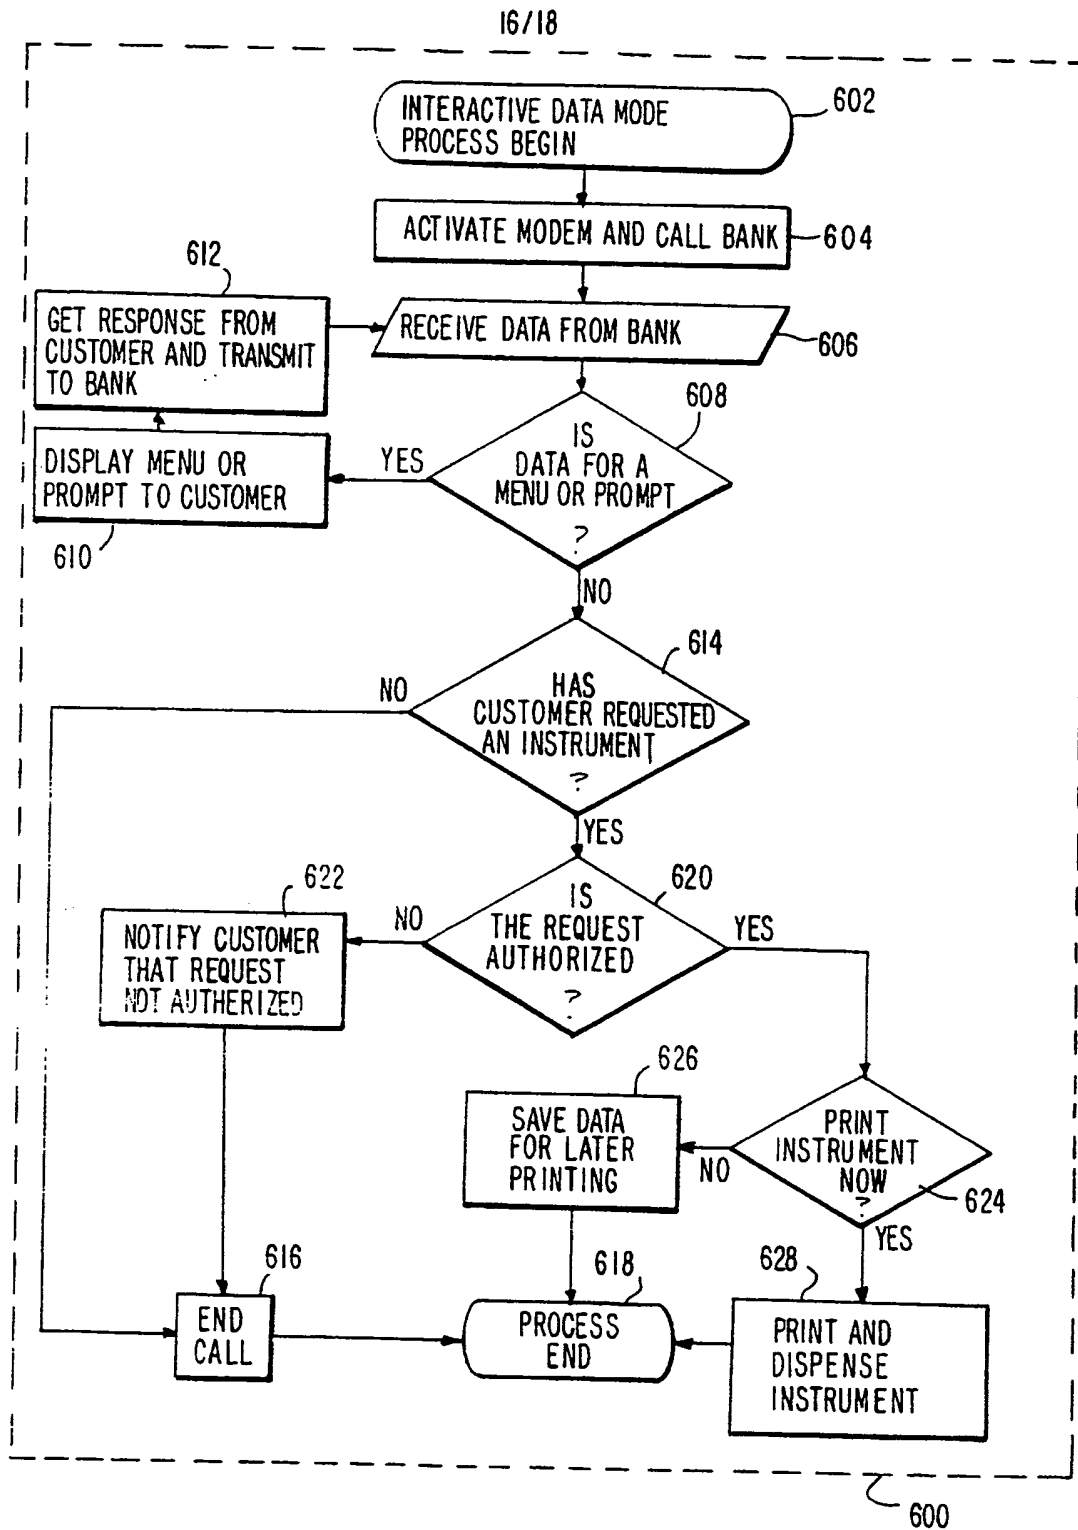 16/18
INTERACTIVE DATA MODE
PROCESS BEGIN
602
ACTIVATE MODEM AND CALL BANK
604
612
GET RESPONSE FROM
CUSTOMER AND TRANSMIT
TO BANK
RECEIVE DATA FROM BANK
606
608
IS
DATA FOR A
MENU OR PROMPT
?
YES
DISPLAY MENU OR
PROMPT TO CUSTOMER
610
NO
614
HAS
CUSTOMER REQUESTED
AN INSTRUMENT
?
NO
YES
622
620
IS
THE REQUEST
AUTHORIZED
?
NO
YES
NOTIFY CUSTOMER
THAT REQUEST
NOT AUTHERIZED
626
SAVE DATA
FOR LATER
PRINTING
NO
PRINT
INSTRUMENT
NOW
?
624
YES
616
END
CALL
618
PROCESS
END
628
PRINT AND
DISPENSE
INSTRUMENT
600